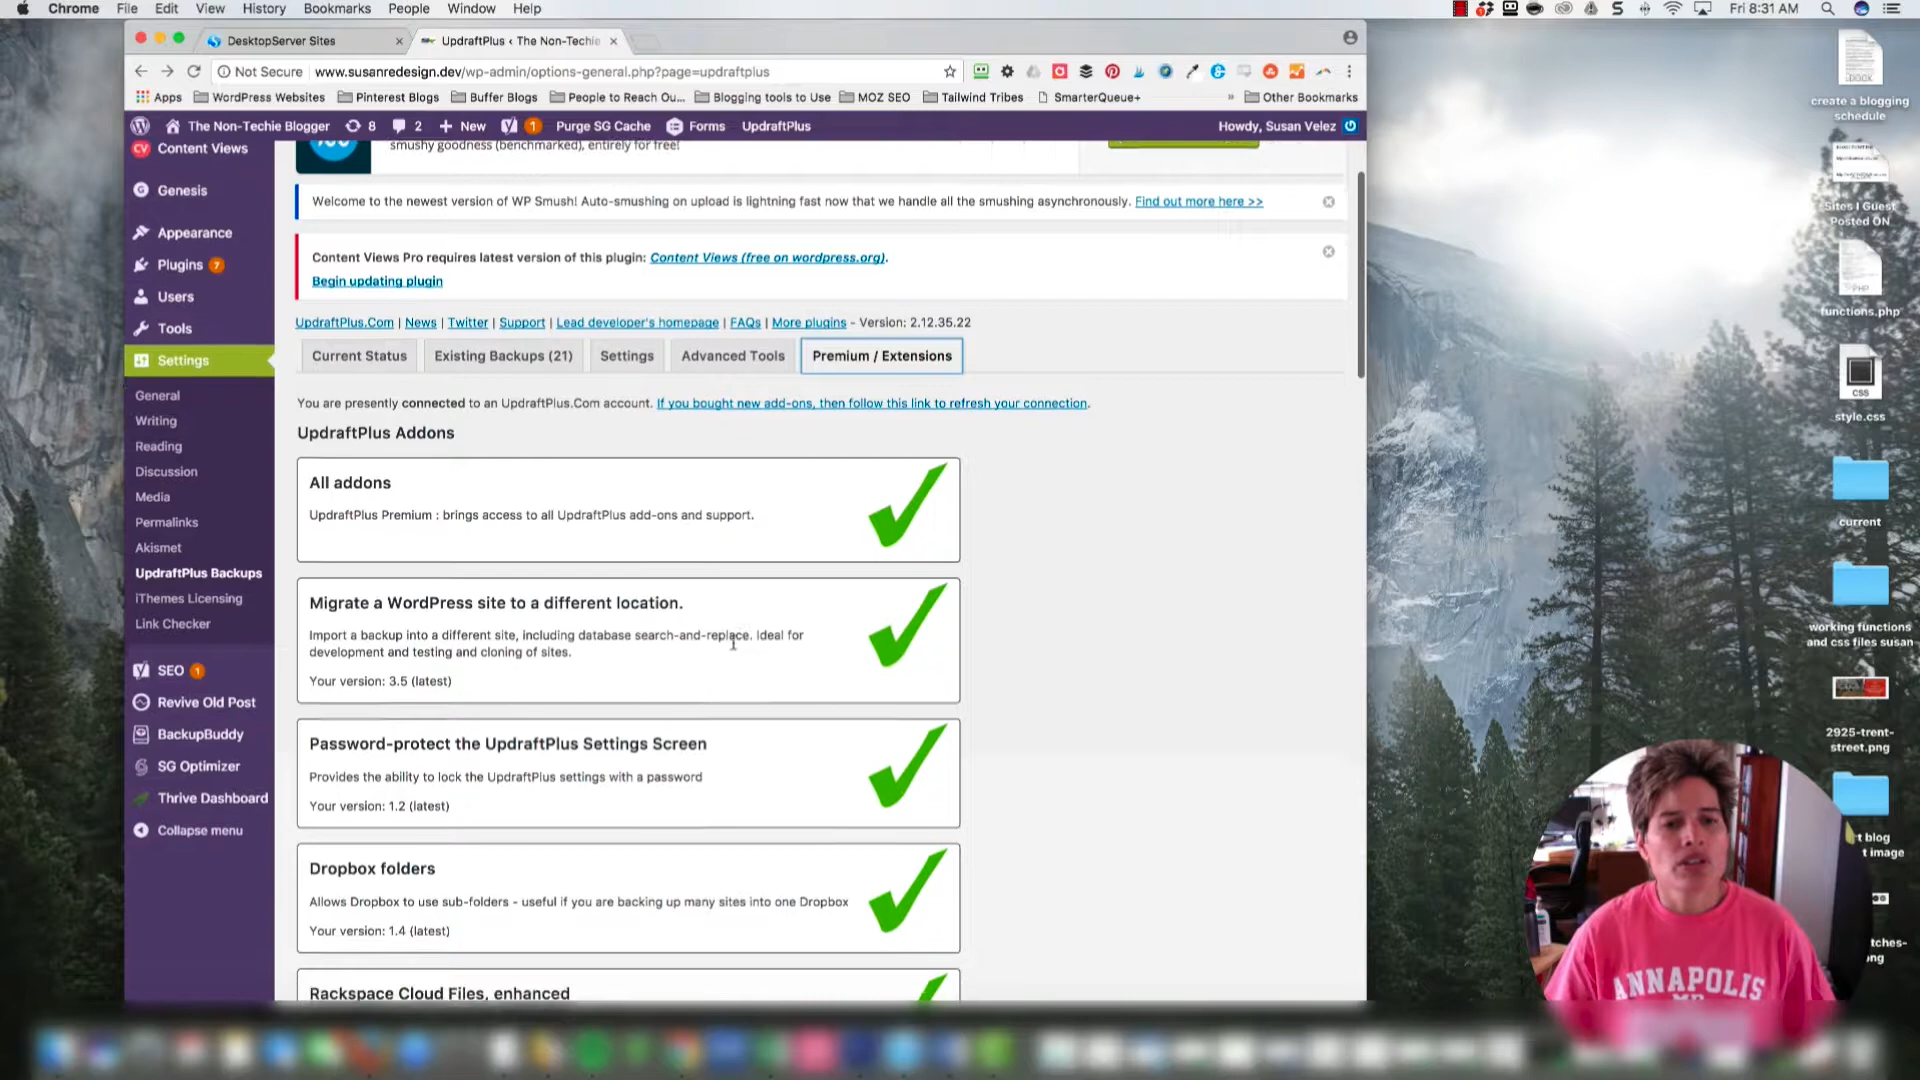 Chrome File Edit View History Bookmarks People Window Help
Fri 8:31 AM
DesktopServer Sites
UpdraftPlus ‹ The Non-Techie
Not Secure www.susanredesign.dev/wp-admin/options-general.php?page=updraftplus
Apps WordPress Websites Pinterest Blogs Buffer Blogs People to Reach Ou... Blogging tools to Use MOZ SEO Tailwind Tribes SmarterQueue+ » Other Bookmarks
The Non-Techie Blogger 8 2 + New 1 Purge SG Cache Forms UpdraftPlus Howdy, Susan Velez
Content Views
Genesis
Appearance
Plugins 7
Users
Tools
Settings
General
Writing
Reading
Discussion
Media
Permalinks
Akismet
UpdraftPlus Backups
iThemes Licensing
Link Checker
SEO 1
Revive Old Post
BackupBuddy
SG Optimizer
Thrive Dashboard
Collapse menu
smushy goodness (benchmarked), entirely for free!
Welcome to the newest version of WP Smush! Auto-smushing on upload is lightning fast now that we handle all the smushing asynchronously. Find out more here >>
Content Views Pro requires latest version of this plugin: Content Views (free on wordpress.org).
Begin updating plugin
UpdraftPlus.Com | News | Twitter | Support | Lead developer's homepage | FAQs | More plugins - Version: 2.12.35.22
Current Status Existing Backups (21) Settings Advanced Tools Premium / Extensions
You are presently connected to an UpdraftPlus.Com account. If you bought new add-ons, then follow this link to refresh your connection.
UpdraftPlus Addons
All addons
UpdraftPlus Premium : brings access to all UpdraftPlus add-ons and support.
Migrate a WordPress site to a different location.
Import a backup into a different site, including database search-and-replace. Ideal for
development and testing and cloning of sites.
Your version: 3.5 (latest)
Password-protect the UpdraftPlus Settings Screen
Provides the ability to lock the UpdraftPlus settings with a password
Your version: 1.2 (latest)
Dropbox folders
Allows Dropbox to use sub-folders - useful if you are backing up many sites into one Dropbox
Your version: 1.4 (latest)
Rackspace Cloud Files, enhanced
DOCX
create a blogging
schedule
Sites I Guest
Posted ON
PHP
functions.php
CSS
style.css
current
working functions
and css files susan
2925-trent-
street.png
t blog
t image
tches-
png
ANNAPOLIS